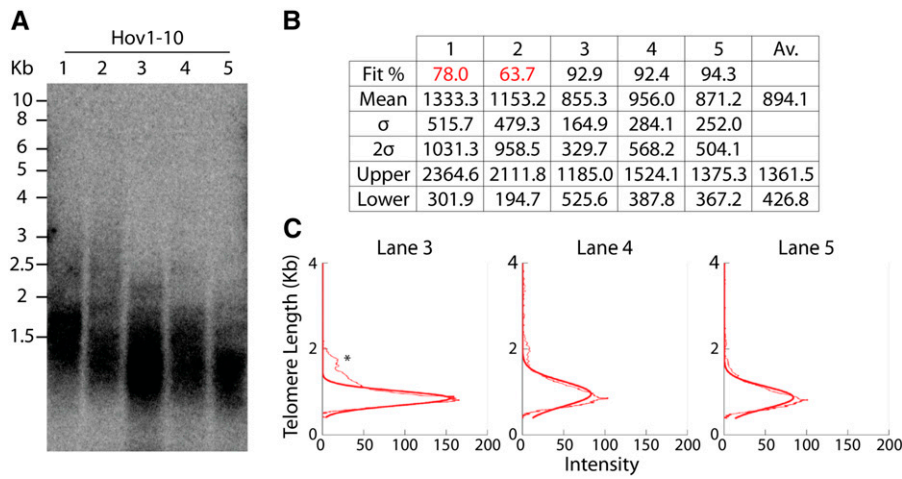 A
Hov1-10
Kb 1 2 3 4 5
10
8
6
5
4
3
2.5
2
1.5
B
1 2 3 4 5 Av.
Fit % 78.0 63.7 92.9 92.4 94.3
Mean 1333.3 1153.2 855.3 956.0 871.2 894.1
σ 515.7 479.3 164.9 284.1 252.0
2σ 1031.3 958.5 329.7 568.2 504.1
Upper 2364.6 2111.8 1185.0 1524.1 1375.3 1361.5
Lower 301.9 194.7 525.6 387.8 367.2 426.8
C
Lane 3 Lane 4 Lane 5
Telomere Length (Kb)
4 4 4
2 2 2
*
0 0 0
0 50 100 150 200 0 50 100 150 200 0 50 100 150 200
Intensity